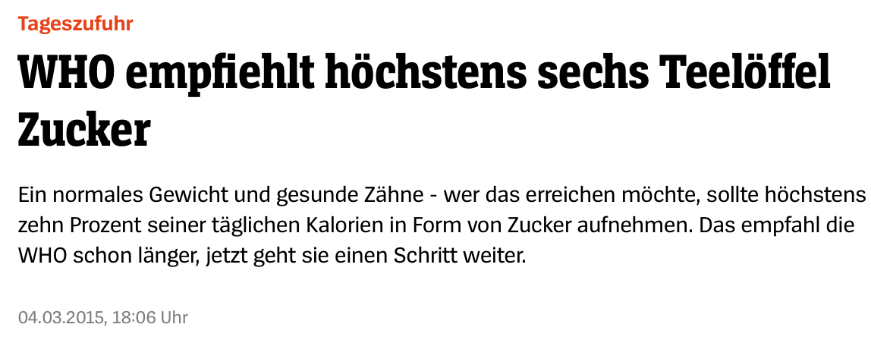 Tageszufuhr
WHO empfiehlt höchstens sechs Teelöffel
Zucker
Ein normales Gewicht und gesunde Zähne - wer das erreichen möchte, sollte höchstens
zehn Prozent seiner täglichen Kalorien in Form von Zucker aufnehmen. Das empfahl die
WHO schon länger, jetzt geht sie einen Schritt weiter.
04.03.2015, 18:06 Uhr